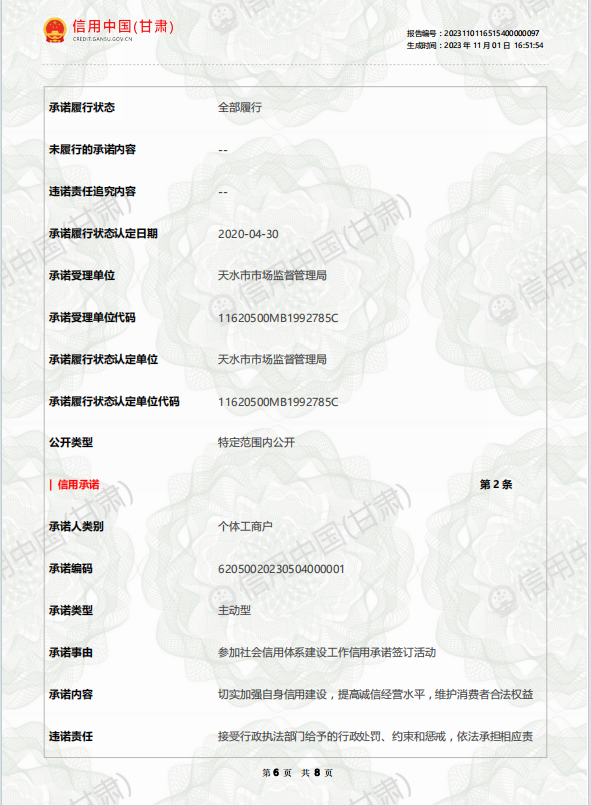 信用中国(甘肃)
CREDIT.GANSU.GOV.CN
报告编号：2023110116515400000097
生成时间：2023 年 11 月 01 日 16:51:54
承诺履行状态 全部履行
未履行的承诺内容 --
违诺责任追究内容 --
承诺履行状态认定日期 2020-04-30
承诺受理单位 天水市市场监督管理局
承诺受理单位代码 11620500MB1992785C
承诺履行状态认定单位 天水市市场监督管理局
承诺履行状态认定单位代码 11620500MB1992785C
公开类型 特定范围内公开
| 信用承诺 第 2 条
承诺人类别 个体工商户
承诺编码 62050020230504000001
承诺类型 主动型
承诺事由 参加社会信用体系建设工作信用承诺签订活动
承诺内容 切实加强自身信用建设，提高诚信经营水平，维护消费者合法权益
违诺责任 接受行政执法部门给予的行政处罚、约束和惩戒，依法承担相应责
第 6 页 共 8 页